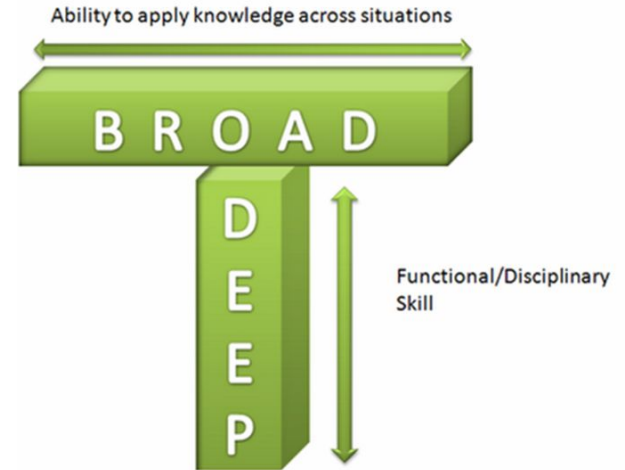 Ability to apply knowledge across situations
BROAD
DEEP
Functional/Disciplinary
Skill